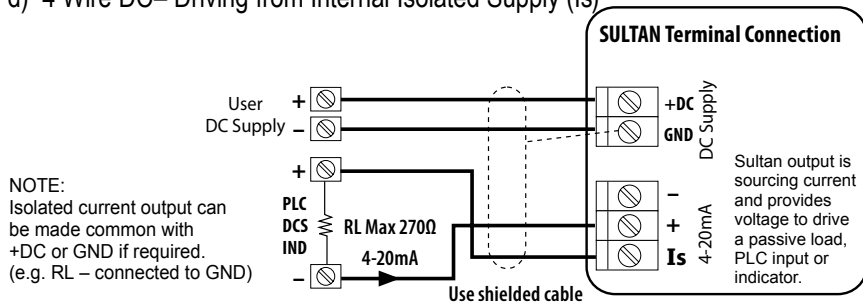 d) 4 Wire DC– Driving from Internal Isolated Supply (Is)
SULTAN Terminal Connection
User
DC Supply
+
–
+DC
GND
DC Supply
NOTE:
Isolated current output can
be made common with
+DC or GND if required.
(e.g. RL – connected to GND)
+
PLC
DCS
IND
–
RL Max 270Ω
4-20mA
Use shielded cable
–
+
Is
4-20mA
Sultan output is
sourcing current
and provides
voltage to drive
a passive load,
PLC input or
indicator.